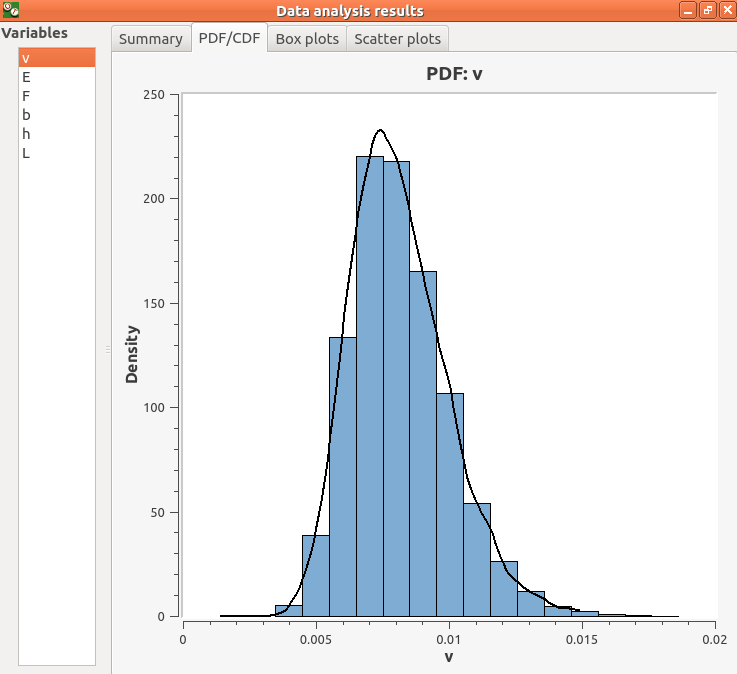 Data analysis results
Variables
v
E
F
b
h
L
Summary
PDF/CDF
Box plots
Scatter plots
PDF: v
250
200
150
100
50
0
Density
0
0.005
0.01
0.015
0.02
v